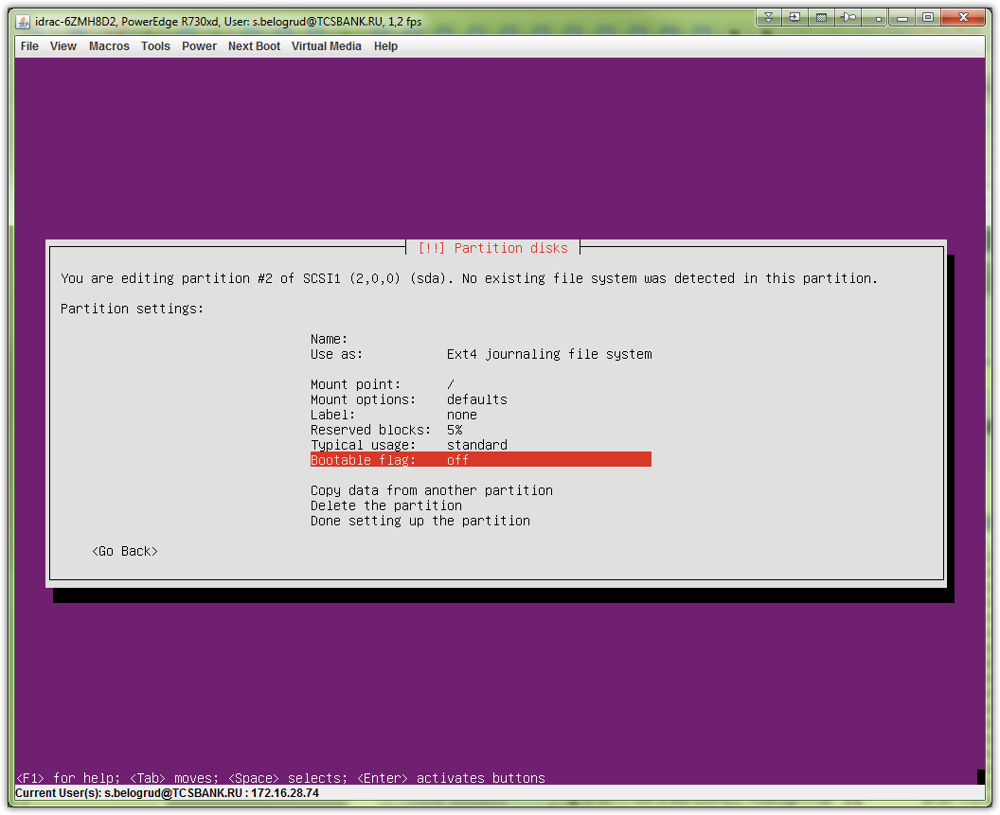 idrac-6ZMH8D2, PowerEdge R730xd, User: s.belogrud@TCSBANK.RU, 1,2 fps
File View Macros Tools Power Next Boot Virtual Media Help
[!!] Partition disks
You are editing partition #2 of SCSI1 (2,0,0) (sda). No existing file system was detected in this partition.
Partition settings:
Name:
Use as: Ext4 journaling file system
Mount point: /
Mount options: defaults
Label: none
Reserved blocks: 5%
Typical usage: standard
Bootable flag: off
Copy data from another partition
Delete the partition
Done setting up the partition
<Go Back>
<F1> for help; <Tab> moves; <Space> selects; <Enter> activates buttons
Current User(s): s.belogrud@TCSBANK.RU : 172.16.28.74